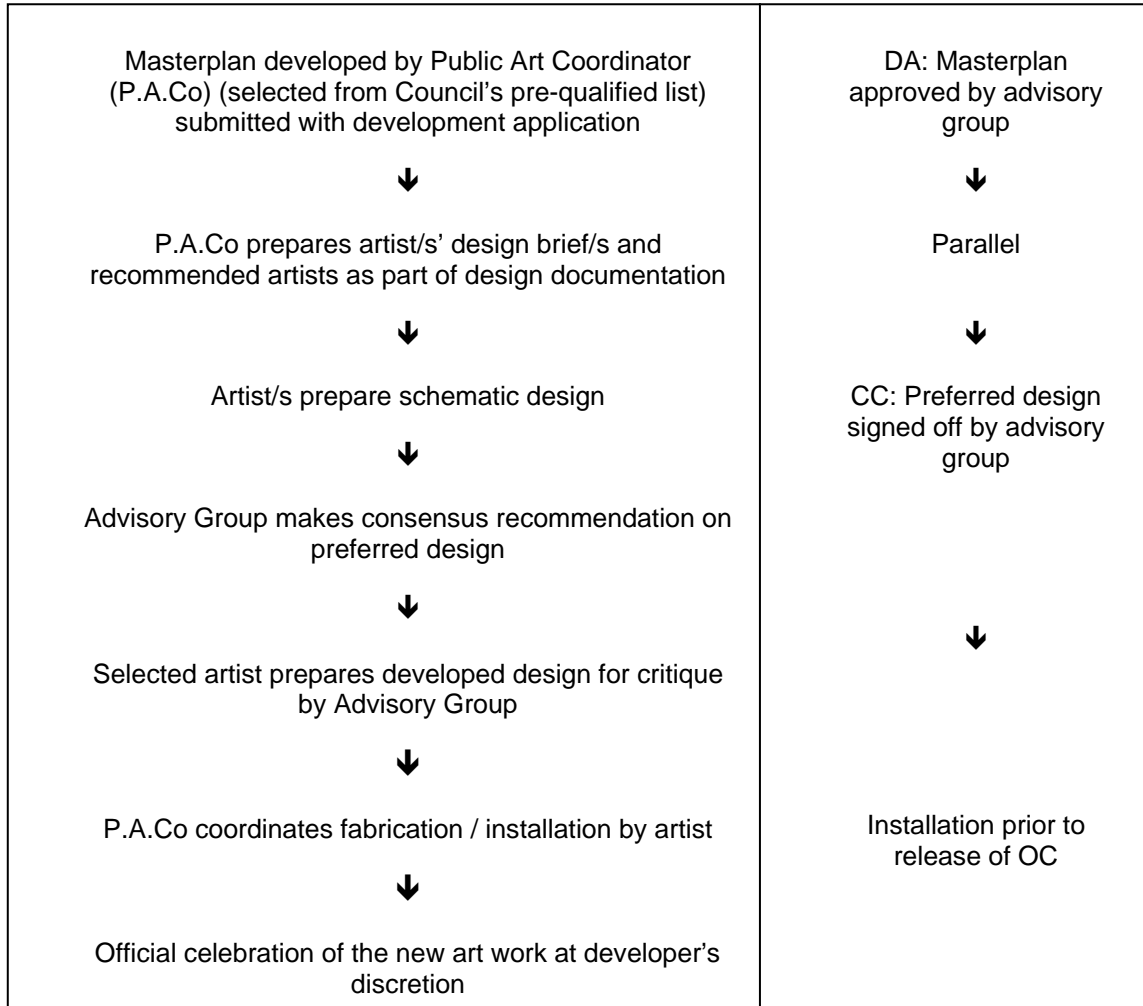 Masterplan developed by Public Art Coordinator
(P.A.Co) (selected from Council's pre-qualified list)
submitted with development application
P.A.Co prepares artist/s' design brief/s and
recommended artists as part of design documentation
Artist/s prepare schematic design
Advisory Group makes consensus recommendation on
preferred design
Selected artist prepares developed design for critique
by Advisory Group
P.A.Co coordinates fabrication / installation by artist
Official celebration of the new art work at developer's
discretion
DA: Masterplan
approved by advisory
group
Parallel
CC: Preferred design
signed off by advisory
group
Installation prior to
release of OC